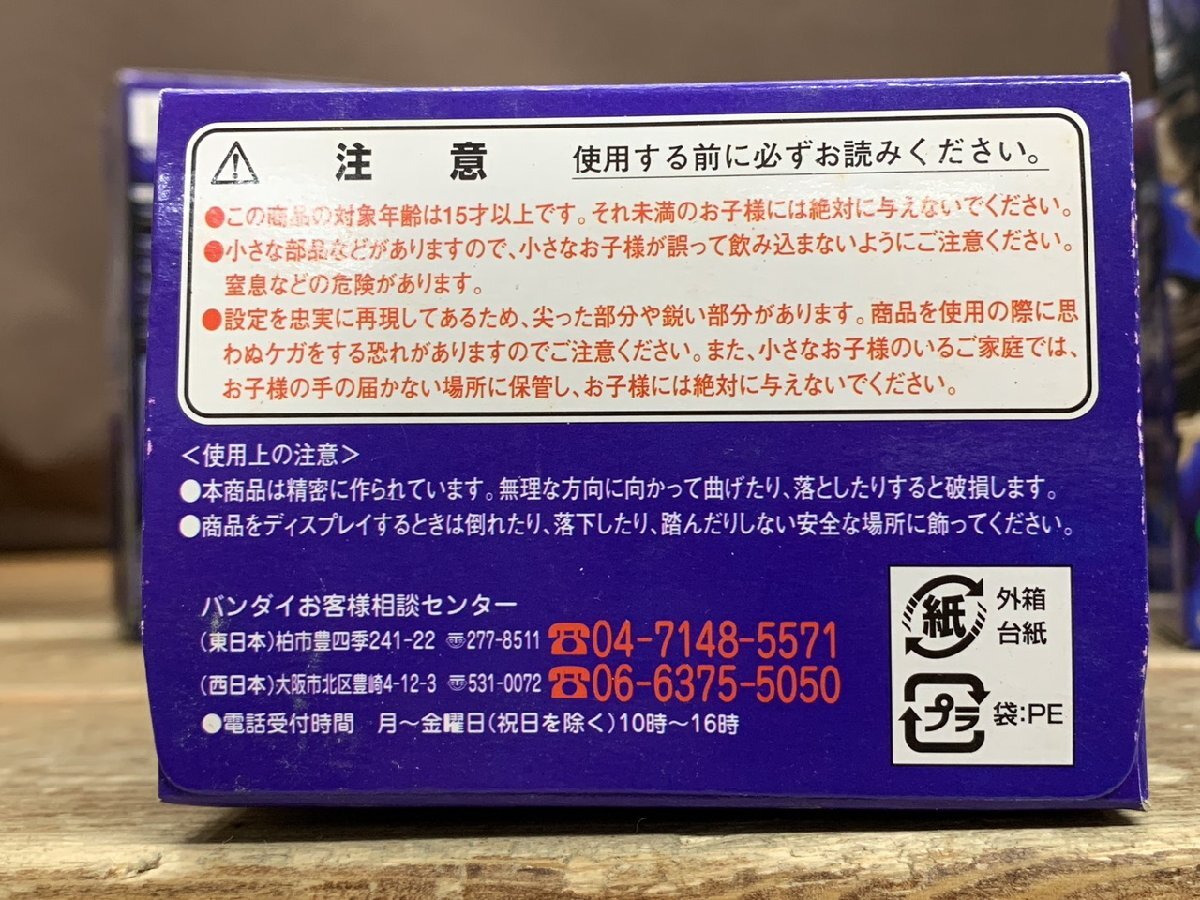 注意 使用する前に必ずお読みください。
●この商品の対象年齢は15才以上です。それ未満のお子様には絶対に与えないでください。
●小さな部品などがありますので、小さなお子様が誤って飲み込まないようにご注意ください。
窒息などの危険があります。
●設定を忠実に再現してあるため、尖った部分や鋭い部分があります。商品を使用の際に思
わぬケガをする恐れがありますのでご注意ください。また、小さなお子様のいるご家庭では、
お子様の手の届かない場所に保管し、お子様には絶対に与えないでください。
＜使用上の注意＞
●本商品は精密に作られています。無理な方向に向かって曲げたり、落としたりすると破損します。
●商品をディスプレイするときは倒れたり、落下したり、踏んだりしない安全な場所に飾ってください。
バンダイお客様相談センター
(東日本)柏市豊四季241-22 〒277-8511 ☎04-7148-5571
(西日本)大阪市北区豊崎4-12-3 〒531-0072 ☎06-6375-5050
●電話受付時間 月～金曜日(祝日を除く)10時～16時
紙 外箱
台紙
プラ 袋:PE